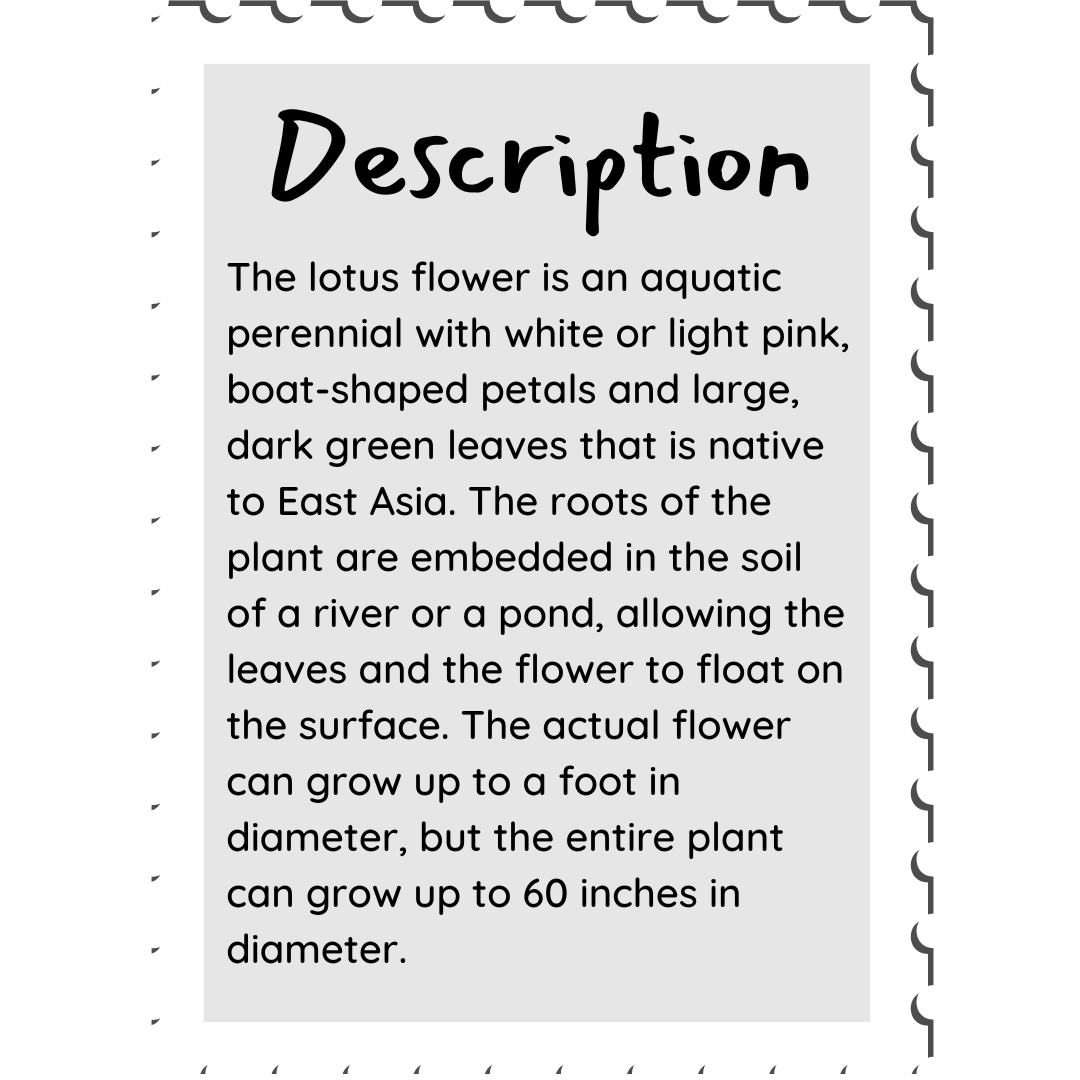 Description
The lotus flower is an aquatic
perennial with white or light pink,
boat-shaped petals and large,
dark green leaves that is native
to East Asia. The roots of the
plant are embedded in the soil
of a river or a pond, allowing the
leaves and the flower to float on
the surface. The actual flower
can grow up to a foot in
diameter, but the entire plant
can grow up to 60 inches in
diameter.